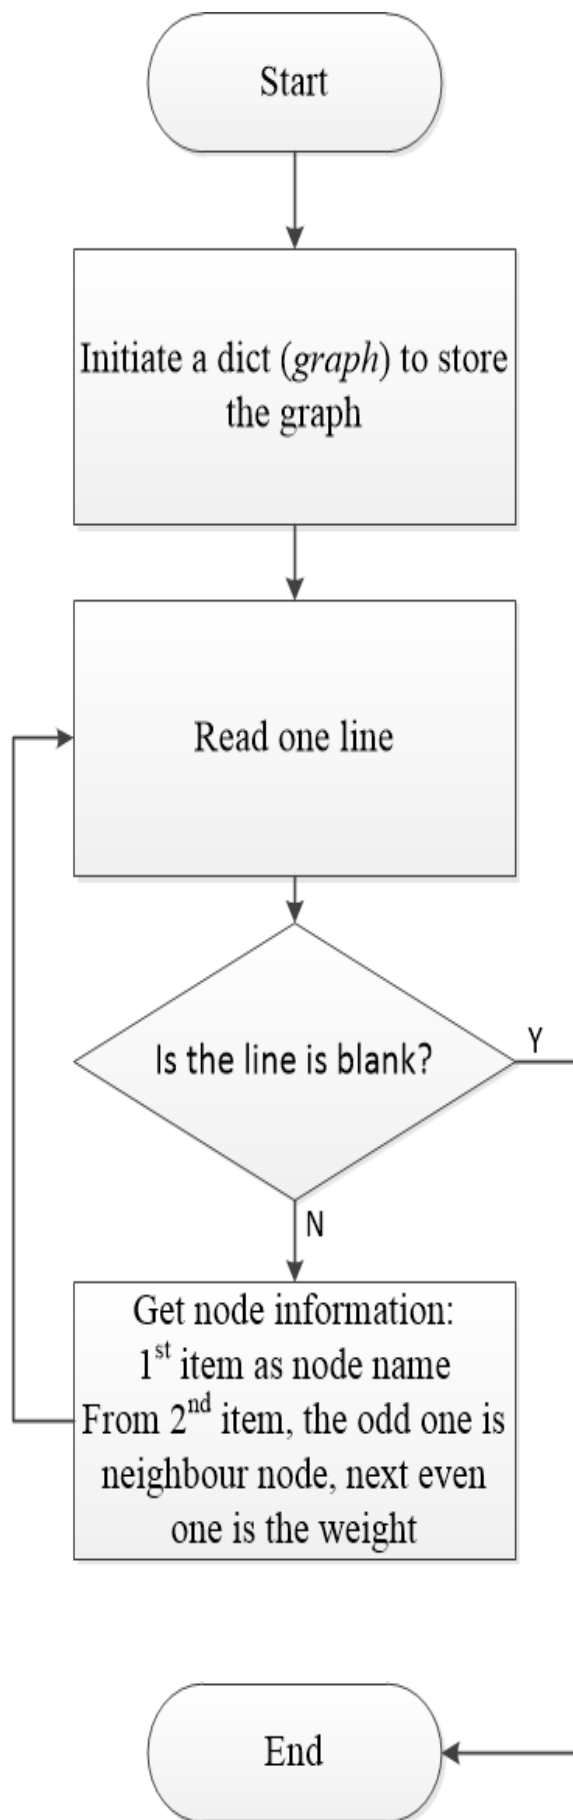 Start
Initiate a dict (graph) to store
the graph
Read one line
Is the line is blank?
Y
N
Get node information:
1st item as node name
From 2nd item, the odd one is
neighbour node, next even
one is the weight
End